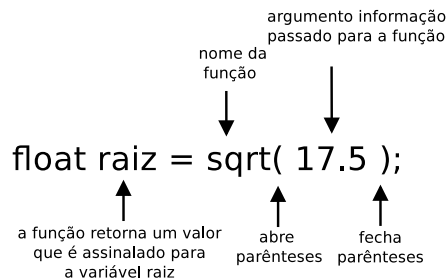 argumento informação
passado para a função
nome da
função
float raiz = sqrt( 17.5 );
a função retorna um valor
que é assinalado para
a variável raiz
abre
parênteses
fecha
parênteses